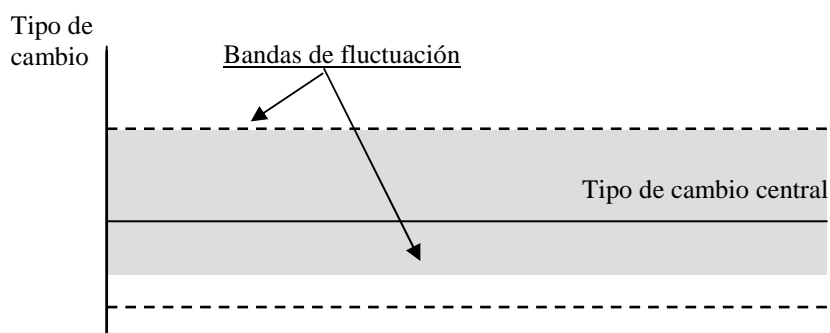 Tipo de
cambio
Bandas de fluctuación
Tipo de cambio central